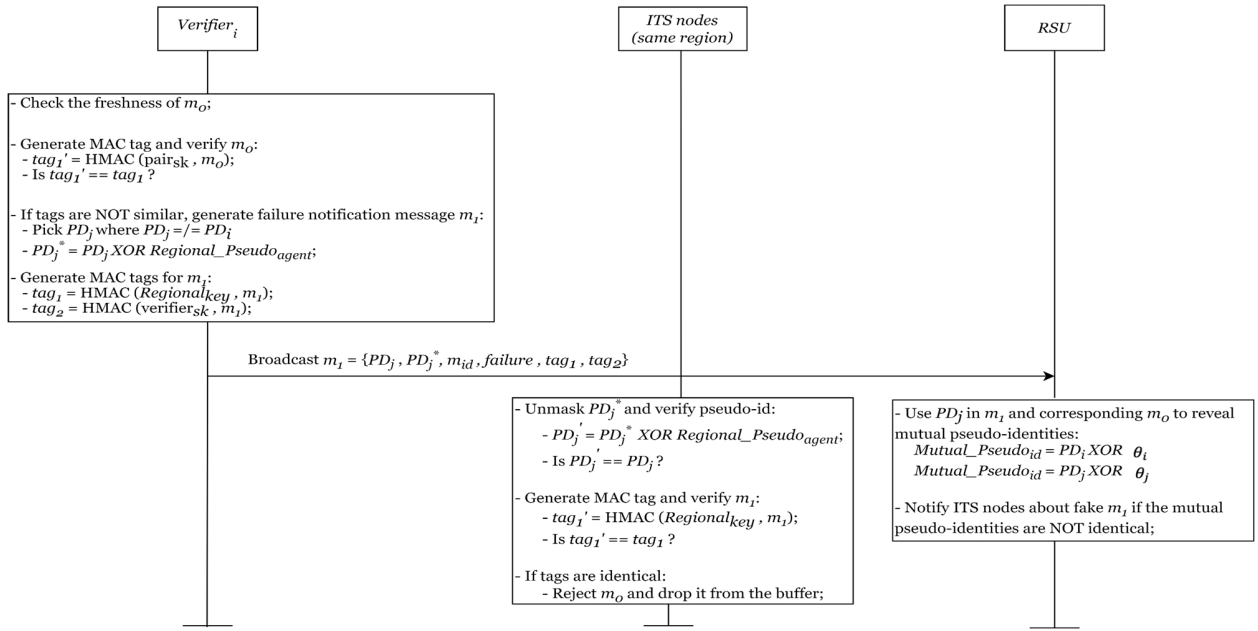 Verifier_i
ITS nodes
(same region)
RSU
- Check the freshness of m_o;
- Generate MAC tag and verify m_o:
- tag_1' = HMAC (pair_sk , m_o);
- Is tag_1' == tag_1 ?
- If tags are NOT similar, generate failure notification message m_1:
- Pick PD_j where PD_j =/= PD_i
- PD_j* = PD_j XOR Regional_Pseudo_agent;
- Generate MAC tags for m_1:
- tag_1 = HMAC (Regional_key , m_1);
- tag_2 = HMAC (verifier_sk , m_1);
Broadcast m_1 = {PD_j , PD_j* , m_id , failure , tag_1 , tag_2}
- Unmask PD_j* and verify pseudo-id:
- PD_j' = PD_j* XOR Regional_Pseudo_agent;
- Is PD_j' == PD_j ?
- Generate MAC tag and verify m_1:
- tag_1' = HMAC (Regional_key , m_1);
- Is tag_1' == tag_1 ?
- If tags are identical:
- Reject m_o and drop it from the buffer;
- Use PD_j in m_1 and corresponding m_o to reveal
mutual pseudo-identities:
Mutual_Pseudo_id = PD_i XOR θ_i
Mutual_Pseudo_id = PD_j XOR θ_j
- Notify ITS nodes about fake m_1 if the mutual
pseudo-identities are NOT identical;